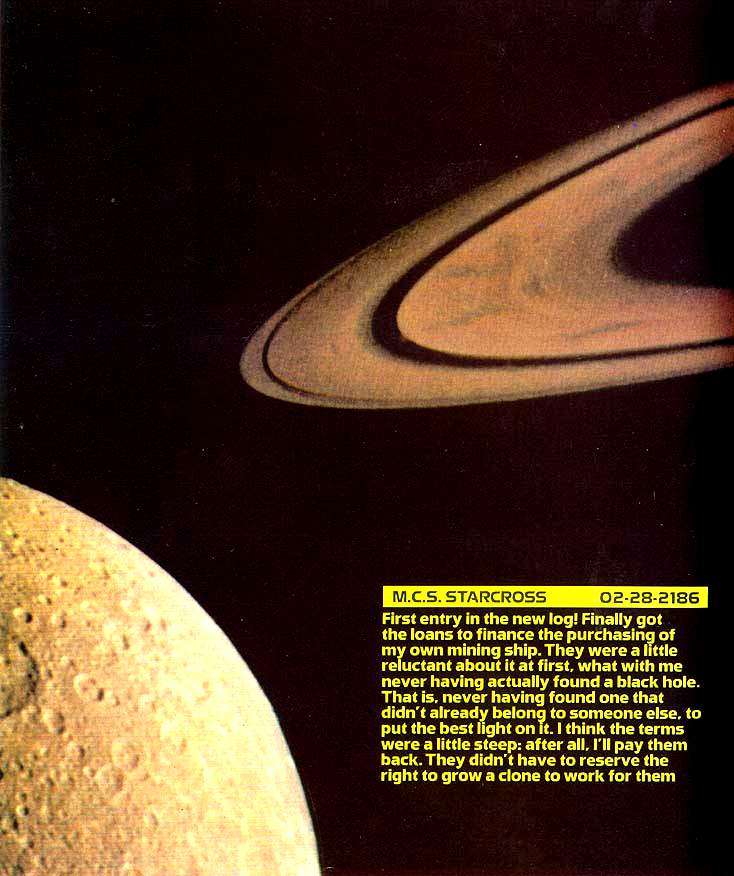 M.C.S. STARCROSS 02-28-2186
First entry in the new log! Finally got
the loans to finance the purchasing of
my own mining ship. They were a little
reluctant about it at first, what with me
never having actually found a black hole.
That is, never having found one that
didn't already belong to someone else, to
put the best light on it. I think the terms
were a little steep; after all, I'll pay them
back. They didn't have to reserve the
right to grow a clone to work for them